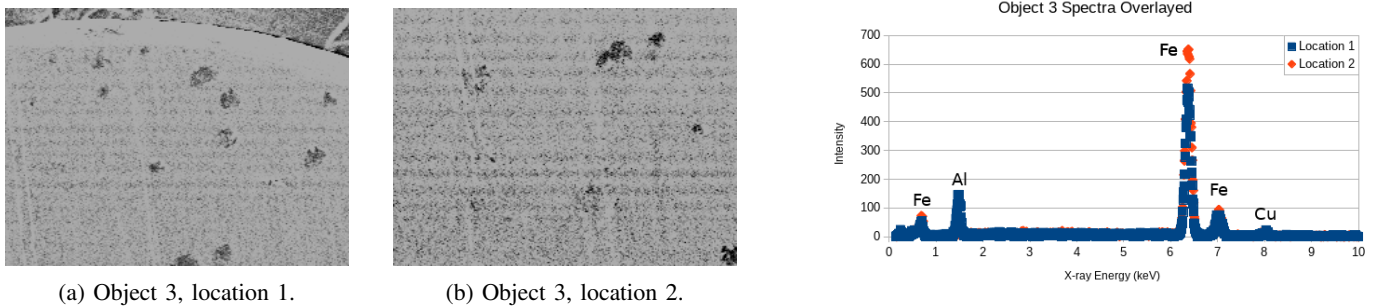 (a) Object 3, location 1.
(b) Object 3, location 2.
Object 3 Spectra Overlayed
Intensity
700
600
500
400
300
200
100
0
Fe
Al
Fe
Fe
Cu
Location 1
Location 2
0 1 2 3 4 5 6 7 8 9 10
X-ray Energy (keV)